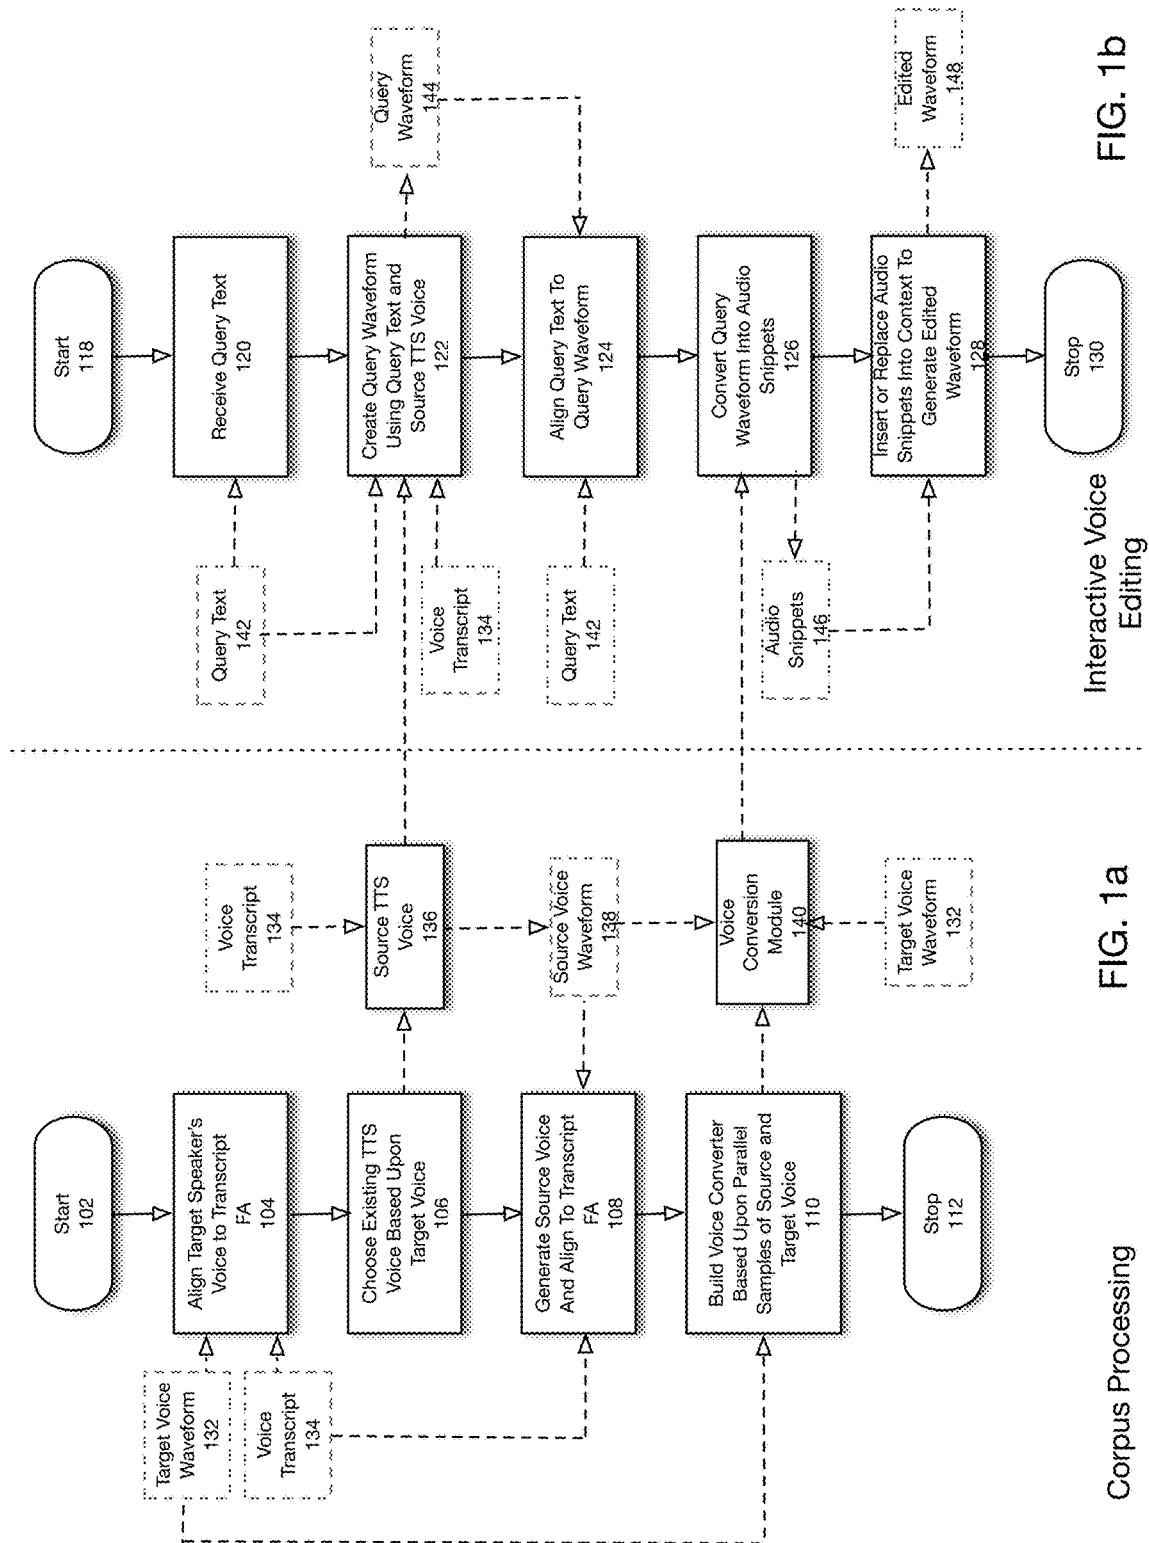 Start
102
Target Voice
Waveform
132
Voice
Transcript
134
Align Target Speaker's
Voice to Transcript
FA
104
Choose Existing TTS
Voice Based Upon
Target Voice
106
Generate Source Voice
And Align To Transcript
FA
108
Build Voice Converter
Based Upon Parallel
Samples of Source and
Target Voice
110
Stop
112
Voice
Transcript
134
Source TTS
Voice
136
Source Voice
Waveform
138
Voice
Conversion
Module
140
Target Voice
Waveform
132
Corpus Processing
FIG. 1a
Start
118
Query Text
142
Receive Query Text
120
Voice
Transcript
134
Create Query Waveform
Using Query Text and
Source TTS Voice
122
Query
Waveform
144
Query Text
142
Align Query Text To
Query Waveform
124
Convert Query
Waveform Into Audio
Snippets
126
Audio
Snippets
146
Insert or Replace Audio
Snippets Into Context To
Generate Edited
Waveform
128
Edited
Waveform
148
Stop
130
Interactive Voice
Editing
FIG. 1b